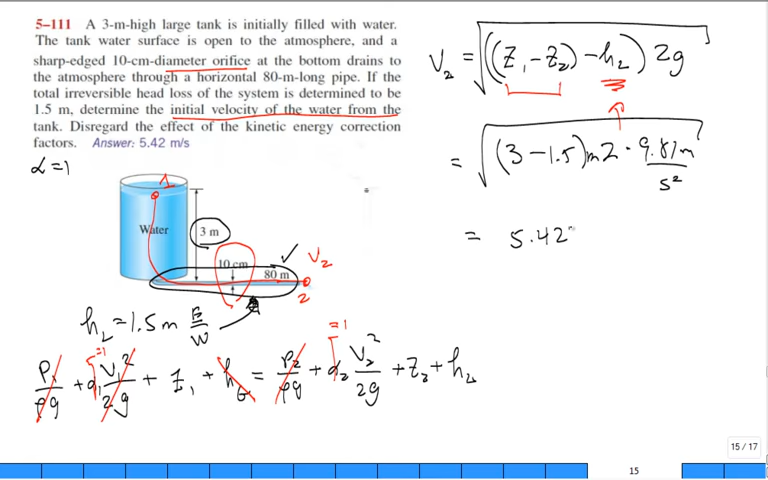 5–111 A 3-m-high large tank is initially filled with water.
The tank water surface is open to the atmosphere, and a
sharp-edged 10-cm-diameter orifice at the bottom drains to
the atmosphere through a horizontal 80-m-long pipe. If the
total irreversible head loss of the system is determined to be
1.5 m, determine the initial velocity of the water from the
tank. Disregard the effect of the kinetic energy correction
factors. Answer: 5.42 m/s
α = 1
1
Water
3 m
10 cm
80 m
V₂
2
h_L = 1.5 m E/W
P₁/ρg + α₁ V₁²/2g + Z₁ + h_G = P₂/ρg + α₂ V₂²/2g + Z₂ + h_L
=1
=1
V₂ = √((Z₁ − Z₂) − h_L) 2g
= √(3 − 1.5)m 2 · 9.81m/s²
= 5.42
15 / 17
15